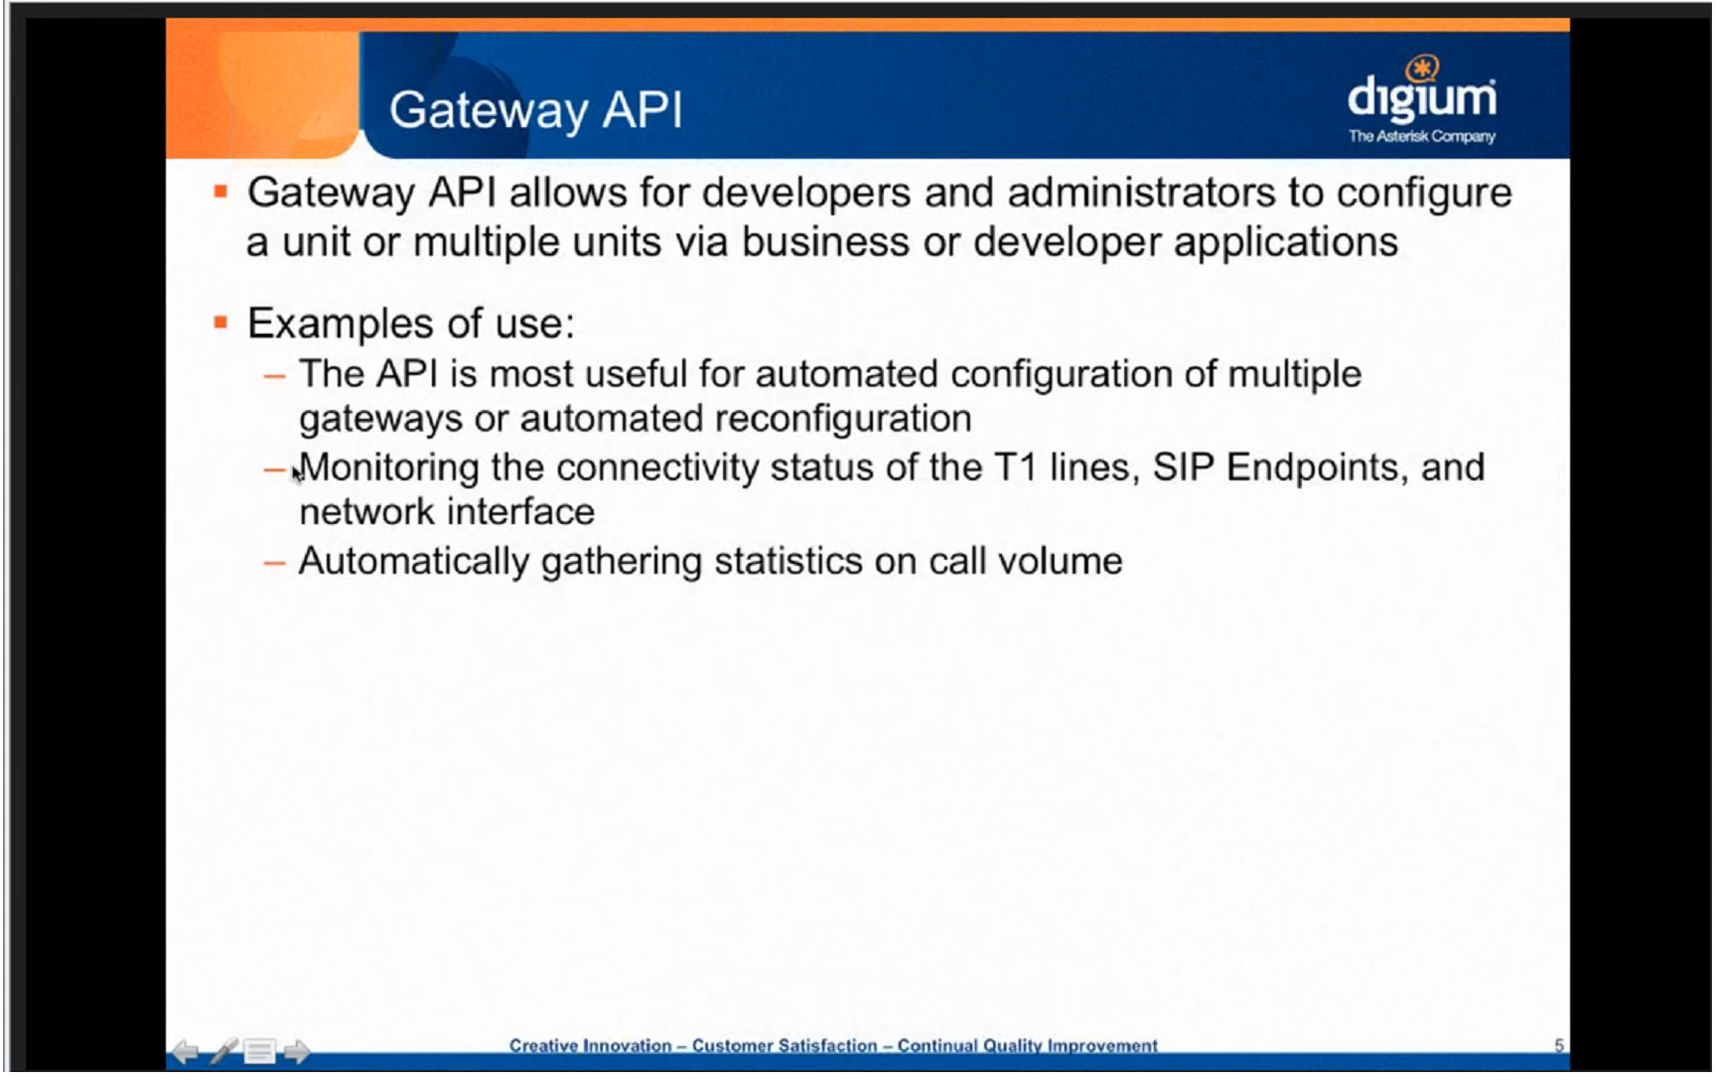 Gateway API
digium
The Asterisk Company
Gateway API allows for developers and administrators to configure
a unit or multiple units via business or developer applications
Examples of use:
– The API is most useful for automated configuration of multiple
gateways or automated reconfiguration
– Monitoring the connectivity status of the T1 lines, SIP Endpoints, and
network interface
– Automatically gathering statistics on call volume
Creative Innovation – Customer Satisfaction – Continual Quality Improvement
5